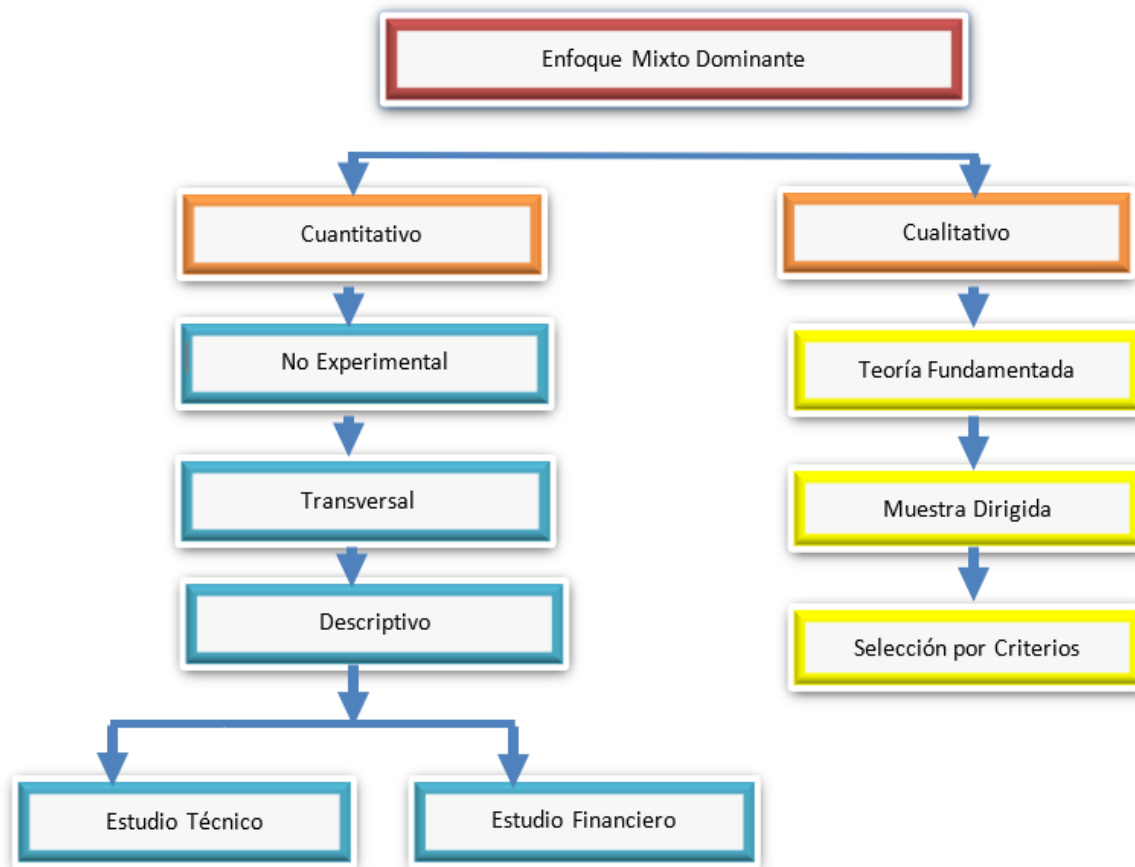 Enfoque Mixto Dominante
Cuantitativo
Cualitativo
No Experimental
Teoría Fundamentada
Transversal
Muestra Dirigida
Descriptivo
Selección por Criterios
Estudio Técnico
Estudio Financiero